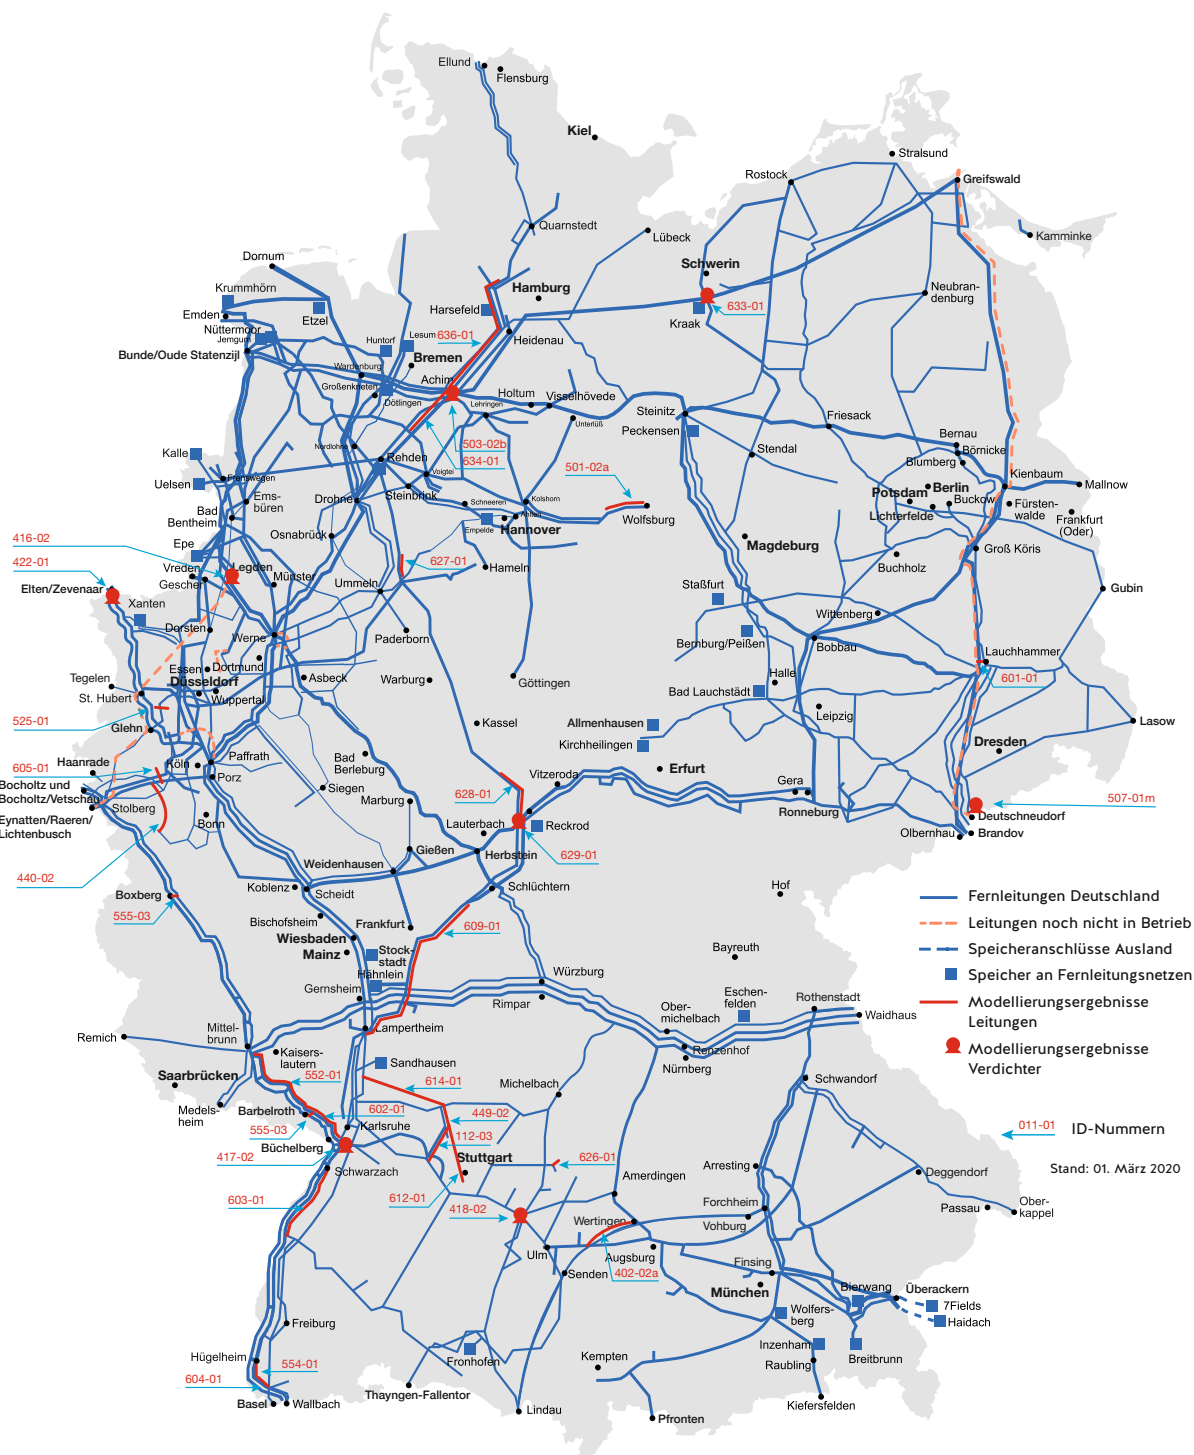 Ellund
Flensburg
Kiel
Stralsund
Rostock
Greifswald
Quarnstedt
Lübeck
Kamminke
Dornum
Schwerin
Krummhörn
Hamburg
Neubran-
denburg
Harsefeld
Emden
Etzel
633-01
Kraak
Nüttermoor
Jemgum
Huntorf
Lesum
636-01
Heidenau
Bunde/Oude Statenzijl
Bremen
Wardenburg
Achim
Großenkneten
Dötlingen
Lehringen
Holtum
Visselhövede
Unterlüß
Steinitz
Peckensen
Friesack
Bernau
Börnicke
Blumberg
503-02b
634-01
Nordlohne
Rehden
Voigtei
Stendal
Kalle
Uelsen
Frenswegen
501-02a
Kienbaum
Mallnow
Potsdam
Berlin
Buckow
Lichterfelde
Fürsten-
walde
Frankfurt
(Oder)
Ems-
büren
Drohne
Steinbrink
Schneeren
Kolshorn
Ahlten
Empelde
Hannover
Wolfsburg
Bad
Bentheim
Osnabrück
416-02
Epe
Magdeburg
Groß Köris
422-01
Vreden
Legden
Gescher
Münster
627-01
Hameln
Buchholz
Ummeln
Elten/Zevenaar
Xanten
Staßfurt
Gubin
Wittenberg
Dorsten
Werne
Paderborn
Bernburg/Peißen
Bobbau
Lauchhammer
601-01
Essen
Dortmund
Tegelen
Düsseldorf
Asbeck
Warburg
Göttingen
Halle
Bad Lauchstädt
St. Hubert
Wuppertal
525-01
Glehn
Kassel
Allmenhausen
Leipzig
Kirchheilingen
Lasow
Dresden
Haanrade
605-01
Köln
Paffrath
Porz
Bad
Berleburg
Vitzeroda
Erfurt
Gera
Bocholtz und
Bocholtz/Vetschau
Stolberg
Siegen
Marburg
628-01
Ronneburg
507-01m
Eynatten/Raeren/
Lichtenbusch
Bonn
Lauterbach
Reckrod
Deutschneudorf
Olbernhau
Brandov
Gießen
Herbstein
629-01
440-02
Weidenhausen
Koblenz
Scheidt
Schlüchtern
Hof
Boxberg
555-03
Bischofsheim
Frankfurt
609-01
Wiesbaden
Mainz
Stock-
stadt
Hähnlein
Bayreuth
Gernsheim
Würzburg
Rimpar
Eschen-
felden
Ober-
michelbach
Rothenstadt
Waidhaus
Remich
Mittel-
brunn
Lampertheim
Renzenhof
Nürnberg
Kaisers-
lautern
Sandhausen
Saarbrücken
552-01
614-01
Michelbach
Schwandorf
Medels-
heim
Barbelroth
602-01
449-02
555-03
Karlsruhe
112-03
Büchelberg
417-02
Stuttgart
626-01
Schwarzach
Arresting
Deggendorf
603-01
612-01
Amerdingen
418-02
Forchheim
Vohburg
Passau
Ober-
kappel
Wertingen
Ulm
Augsburg
Finsing
Senden
402-02a
München
Bierwang
Überackern
7Fields
Haidach
Wolfers-
berg
Freiburg
Inzenham
Breitbrunn
Raubling
Hügelheim
554-01
604-01
Fronhofen
Kempten
Thayngen-Fallentor
Kiefersfelden
Basel
Wallbach
Lindau
Pfronten
Fernleitungen Deutschland
Leitungen noch nicht in Betrieb
Speicheranschlüsse Ausland
Speicher an Fernleitungsnetzen
Modellierungsergebnisse
Leitungen
Modellierungsergebnisse
Verdichter
011-01 ID-Nummern
Stand: 01. März 2020